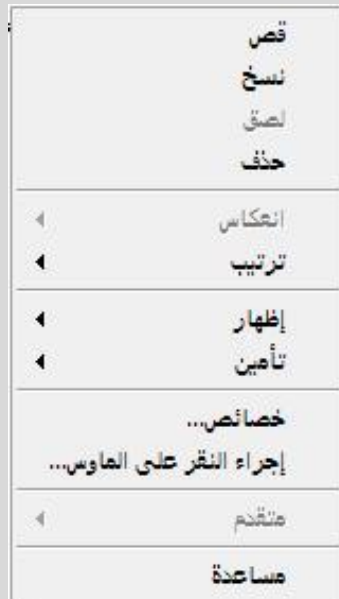 قص
نسخ
لصق
حذف
انعكاس
ترتيب
إظهار
تأمين
خصائص...
إجراء النقر على الماوس...
متقدم
مساعدة